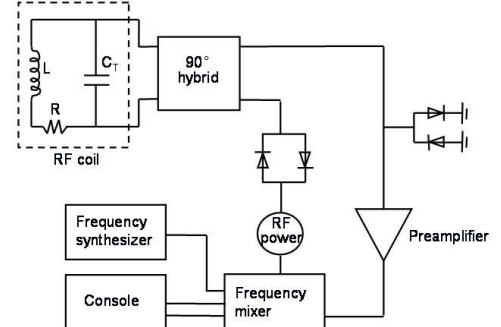 L
C_T
R
RF coil
90°
hybrid
RF
power
Preamplifier
Frequency
synthesizer
Console
Frequency
mixer